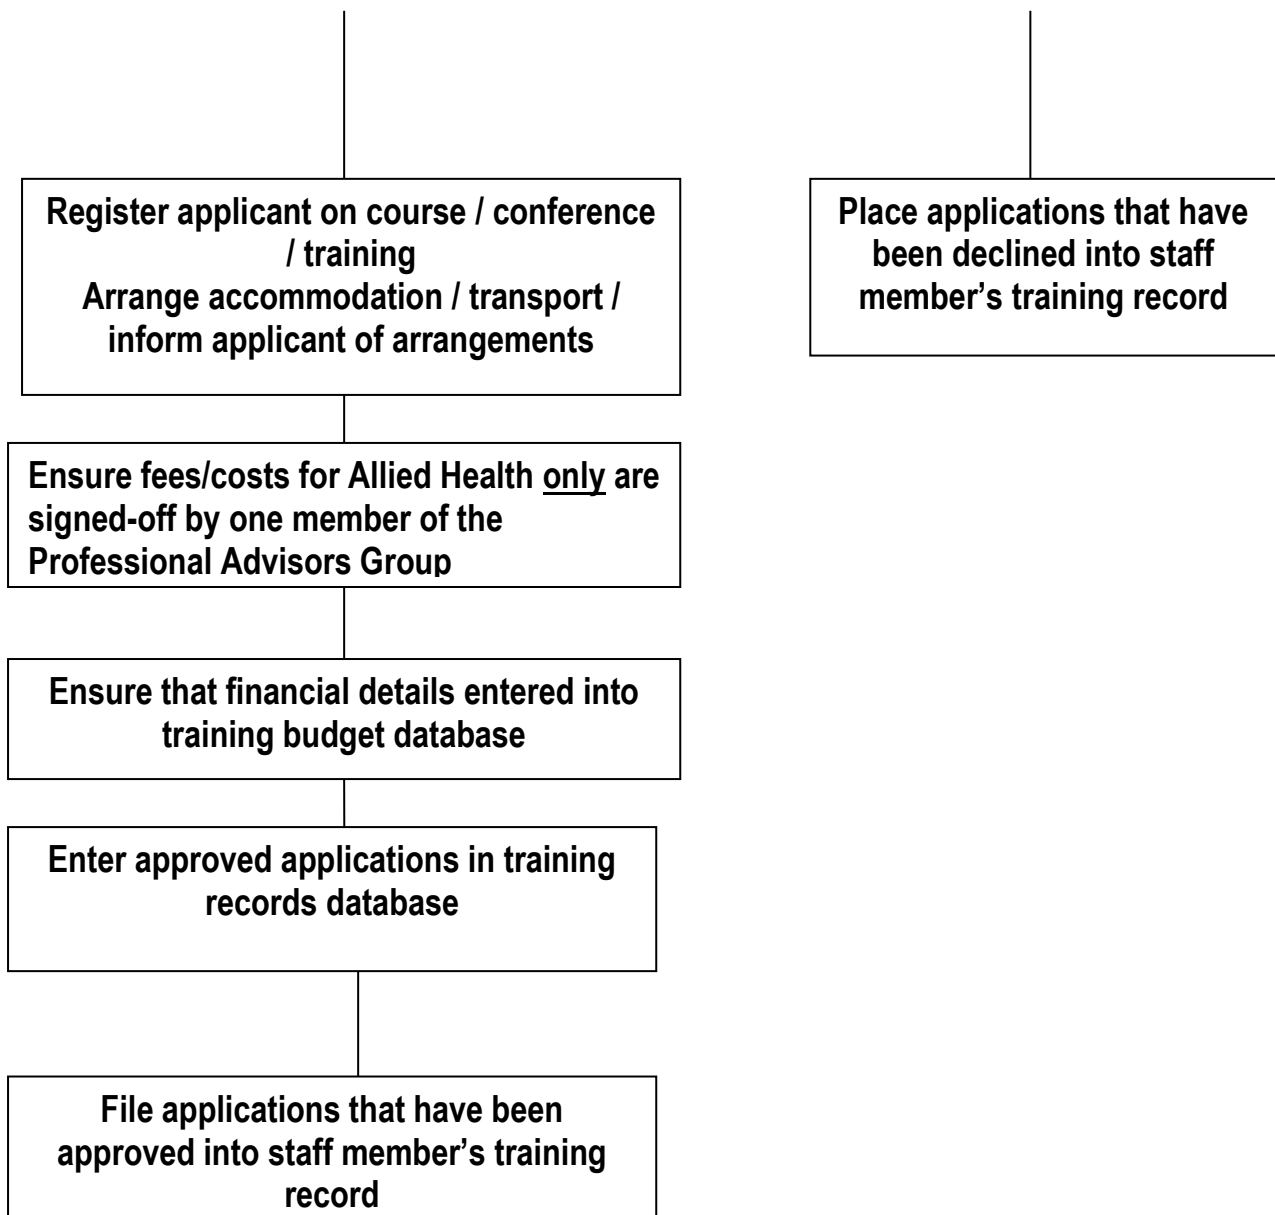 Register applicant on course / conference
/ training
Arrange accommodation / transport /
inform applicant of arrangements
Place applications that have
been declined into staff
member’s training record
Ensure fees/costs for Allied Health only are
signed-off by one member of the
Professional Advisors Group
Ensure that financial details entered into
training budget database
Enter approved applications in training
records database
File applications that have been
approved into staff member’s training
record